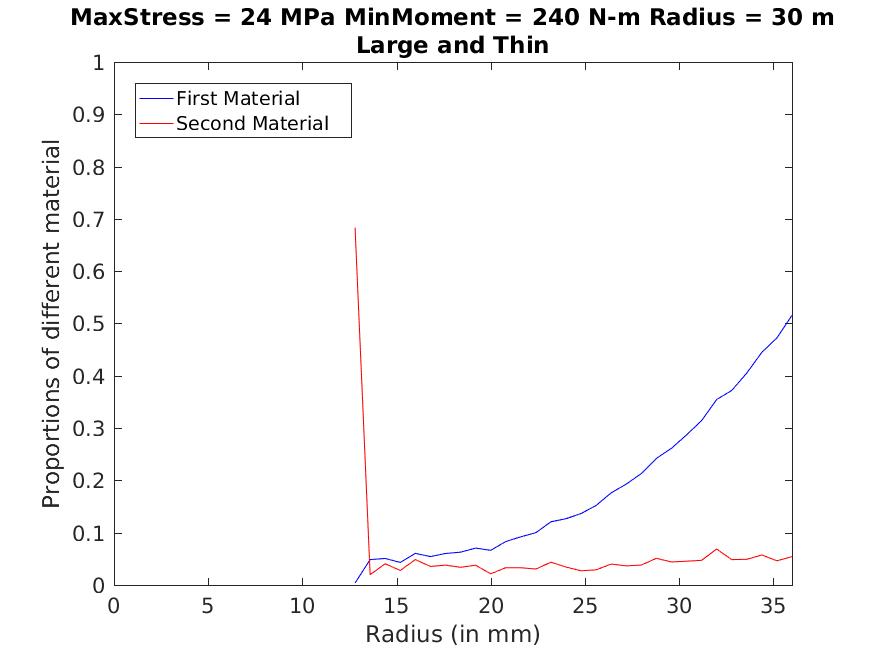 MaxStress = 24 MPa MinMoment = 240 N-m Radius = 30 m
Large and Thin
1
0.9
0.8
0.7
0.6
0.5
0.4
0.3
0.2
0.1
0
Proportions of different material
First Material
Second Material
0 5 10 15 20 25 30 35
Radius (in mm)